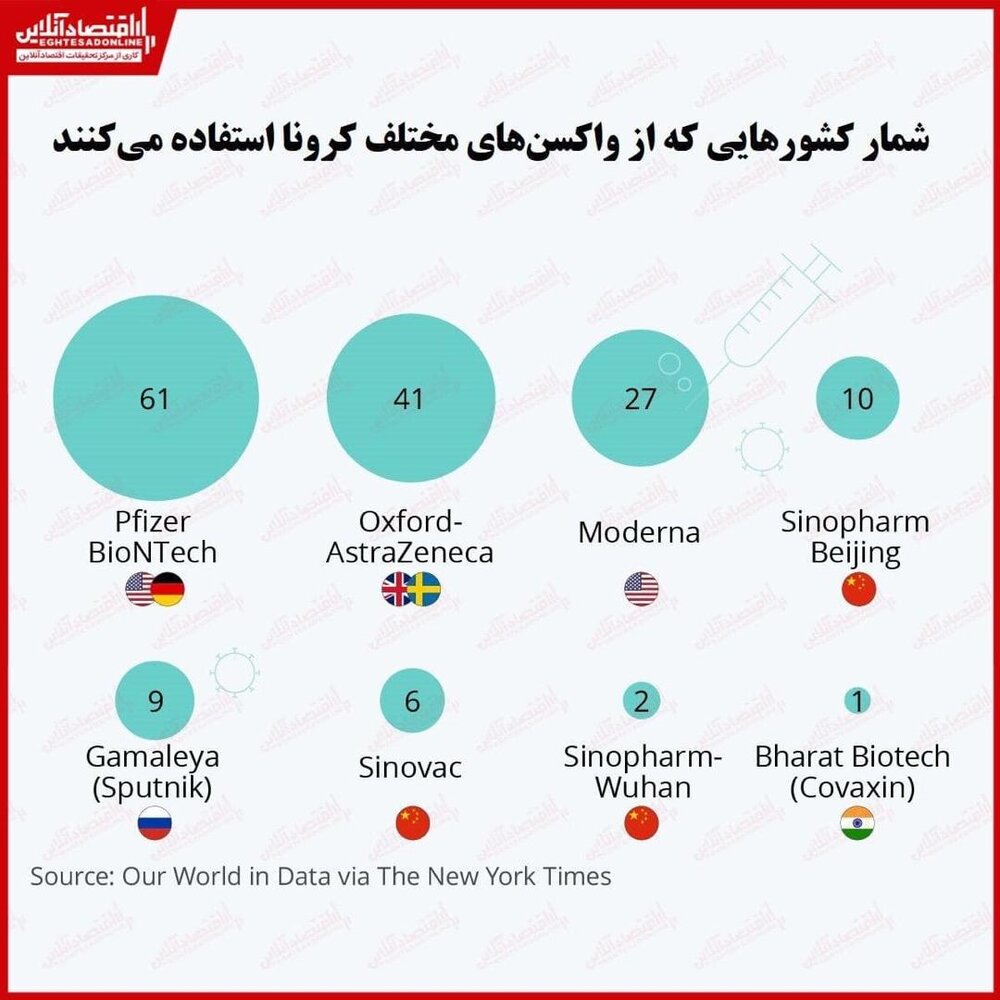 اقتصادآنلاین
EGHTESADONLINE
کاری از مرکز تحقیقات اقتصادآنلاین
شمار کشورهایی که از واکسن‌های مختلف کرونا استفاده می‌کنند
61
41
27
10
Pfizer
BioNTech
Oxford-
AstraZeneca
Moderna
Sinopharm
Beijing
9
6
2
1
Gamaleya
(Sputnik)
Sinovac
Sinopharm-
Wuhan
Bharat Biotech
(Covaxin)
Source: Our World in Data via The New York Times